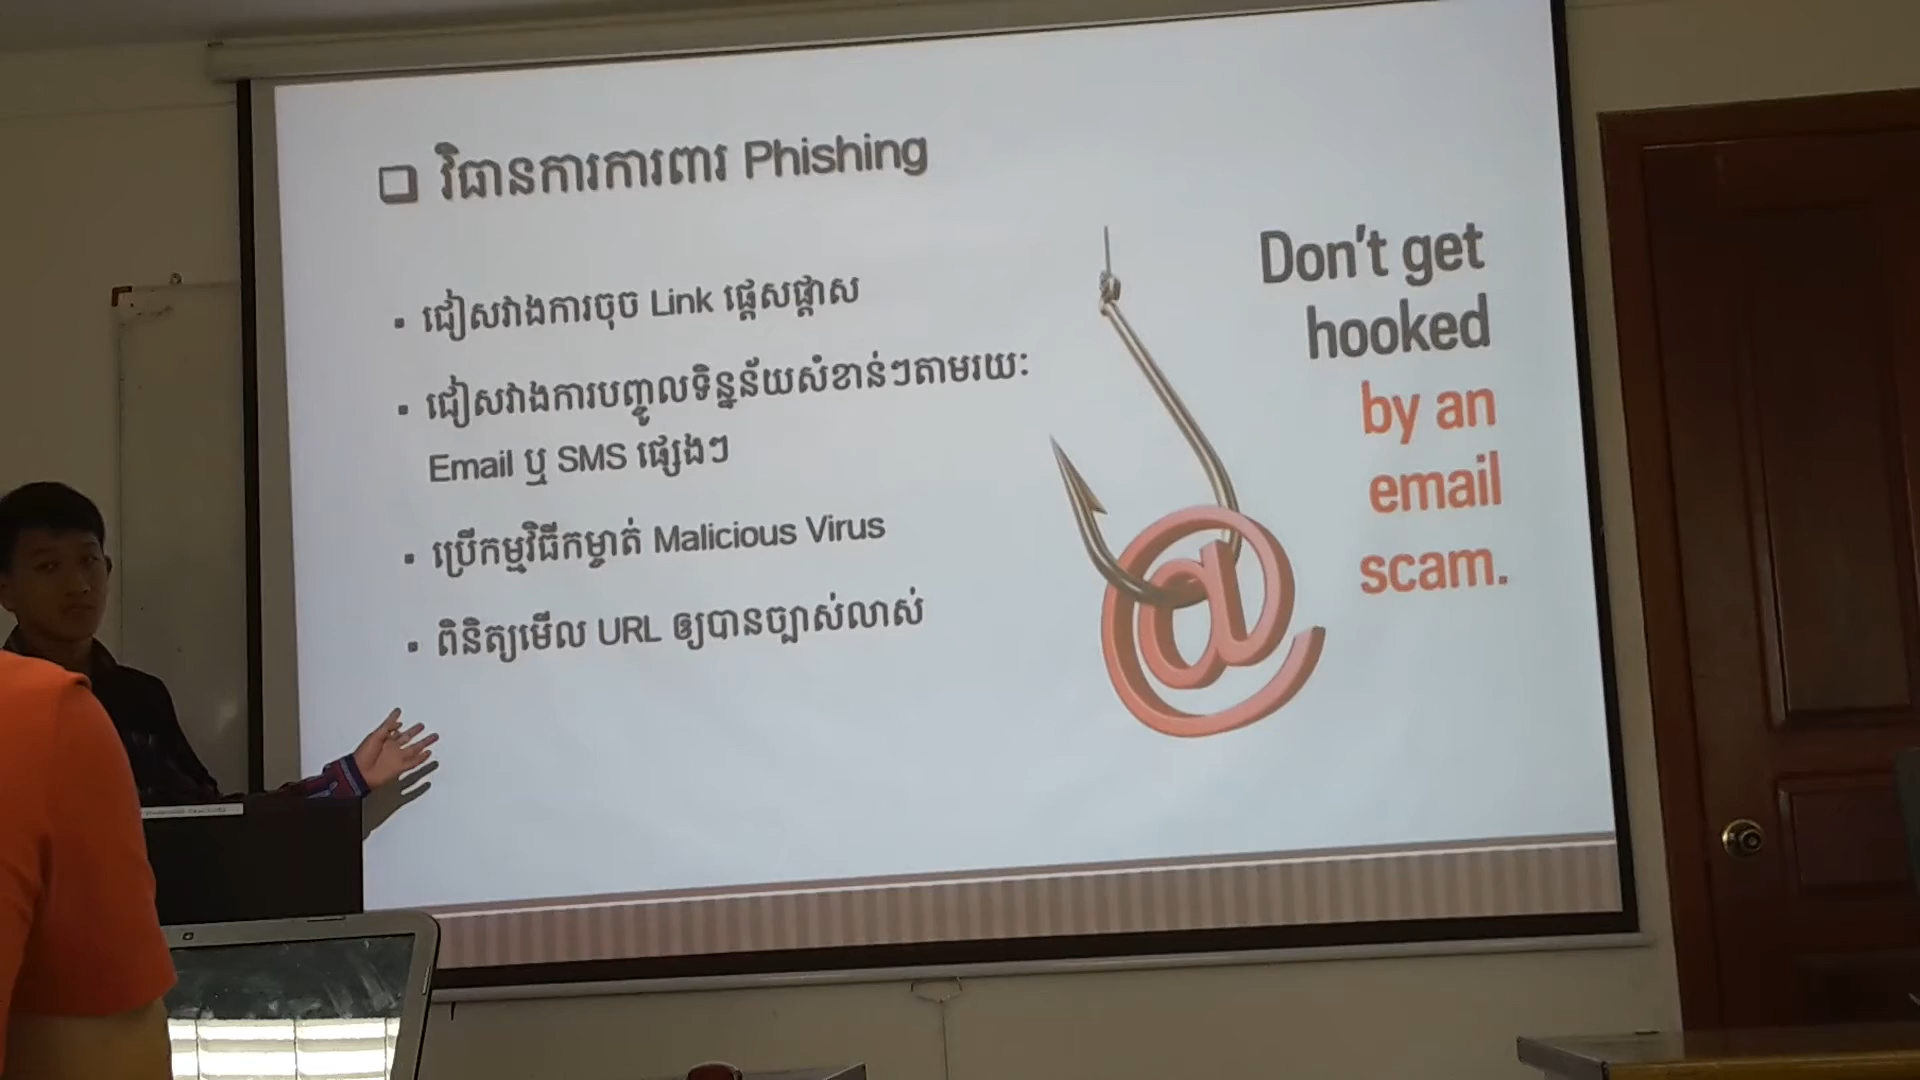 វិធានការការពារ Phishing
▪ ជៀសវាងការចុច Link ផ្តេសផ្តាស
▪ ជៀសវាងការបញ្ចូលទិន្នន័យសំខាន់ៗតាមរយៈ
Email ឬ SMS ផ្សេងៗ
▪ ប្រើកម្មវិធីកម្ចាត់ Malicious Virus
▪ ពិនិត្យមើល URL ឲ្យបានច្បាស់លាស់
Don't get
hooked
by an
email
scam.
@